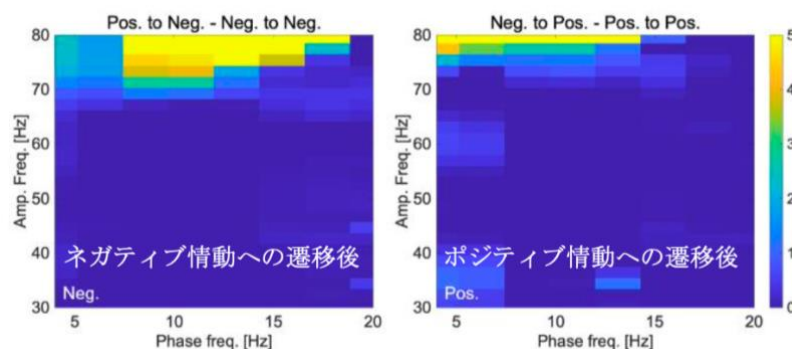 Pos. to Neg. - Neg. to Neg.
Neg. to Pos. - Pos. to Pos.
80
70
60
50
40
30
Amp. Freq. [Hz]
5
10
15
20
Phase freq. [Hz]
ネガティブ情動への遷移後
Neg.
80
70
60
50
40
30
Amp. Freq. [Hz]
5
10
15
20
Phase freq. [Hz]
ポジティブ情動への遷移後
Pos.
5
4
3
2
1
0